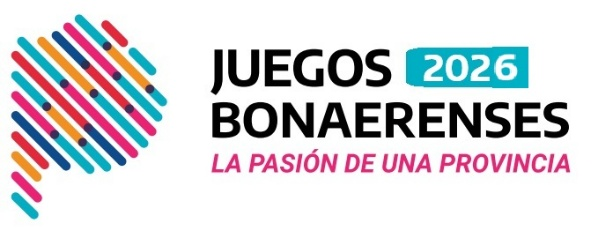 JUEGOS 2026
BONAERENSES
LA PASIÓN DE UNA PROVINCIA